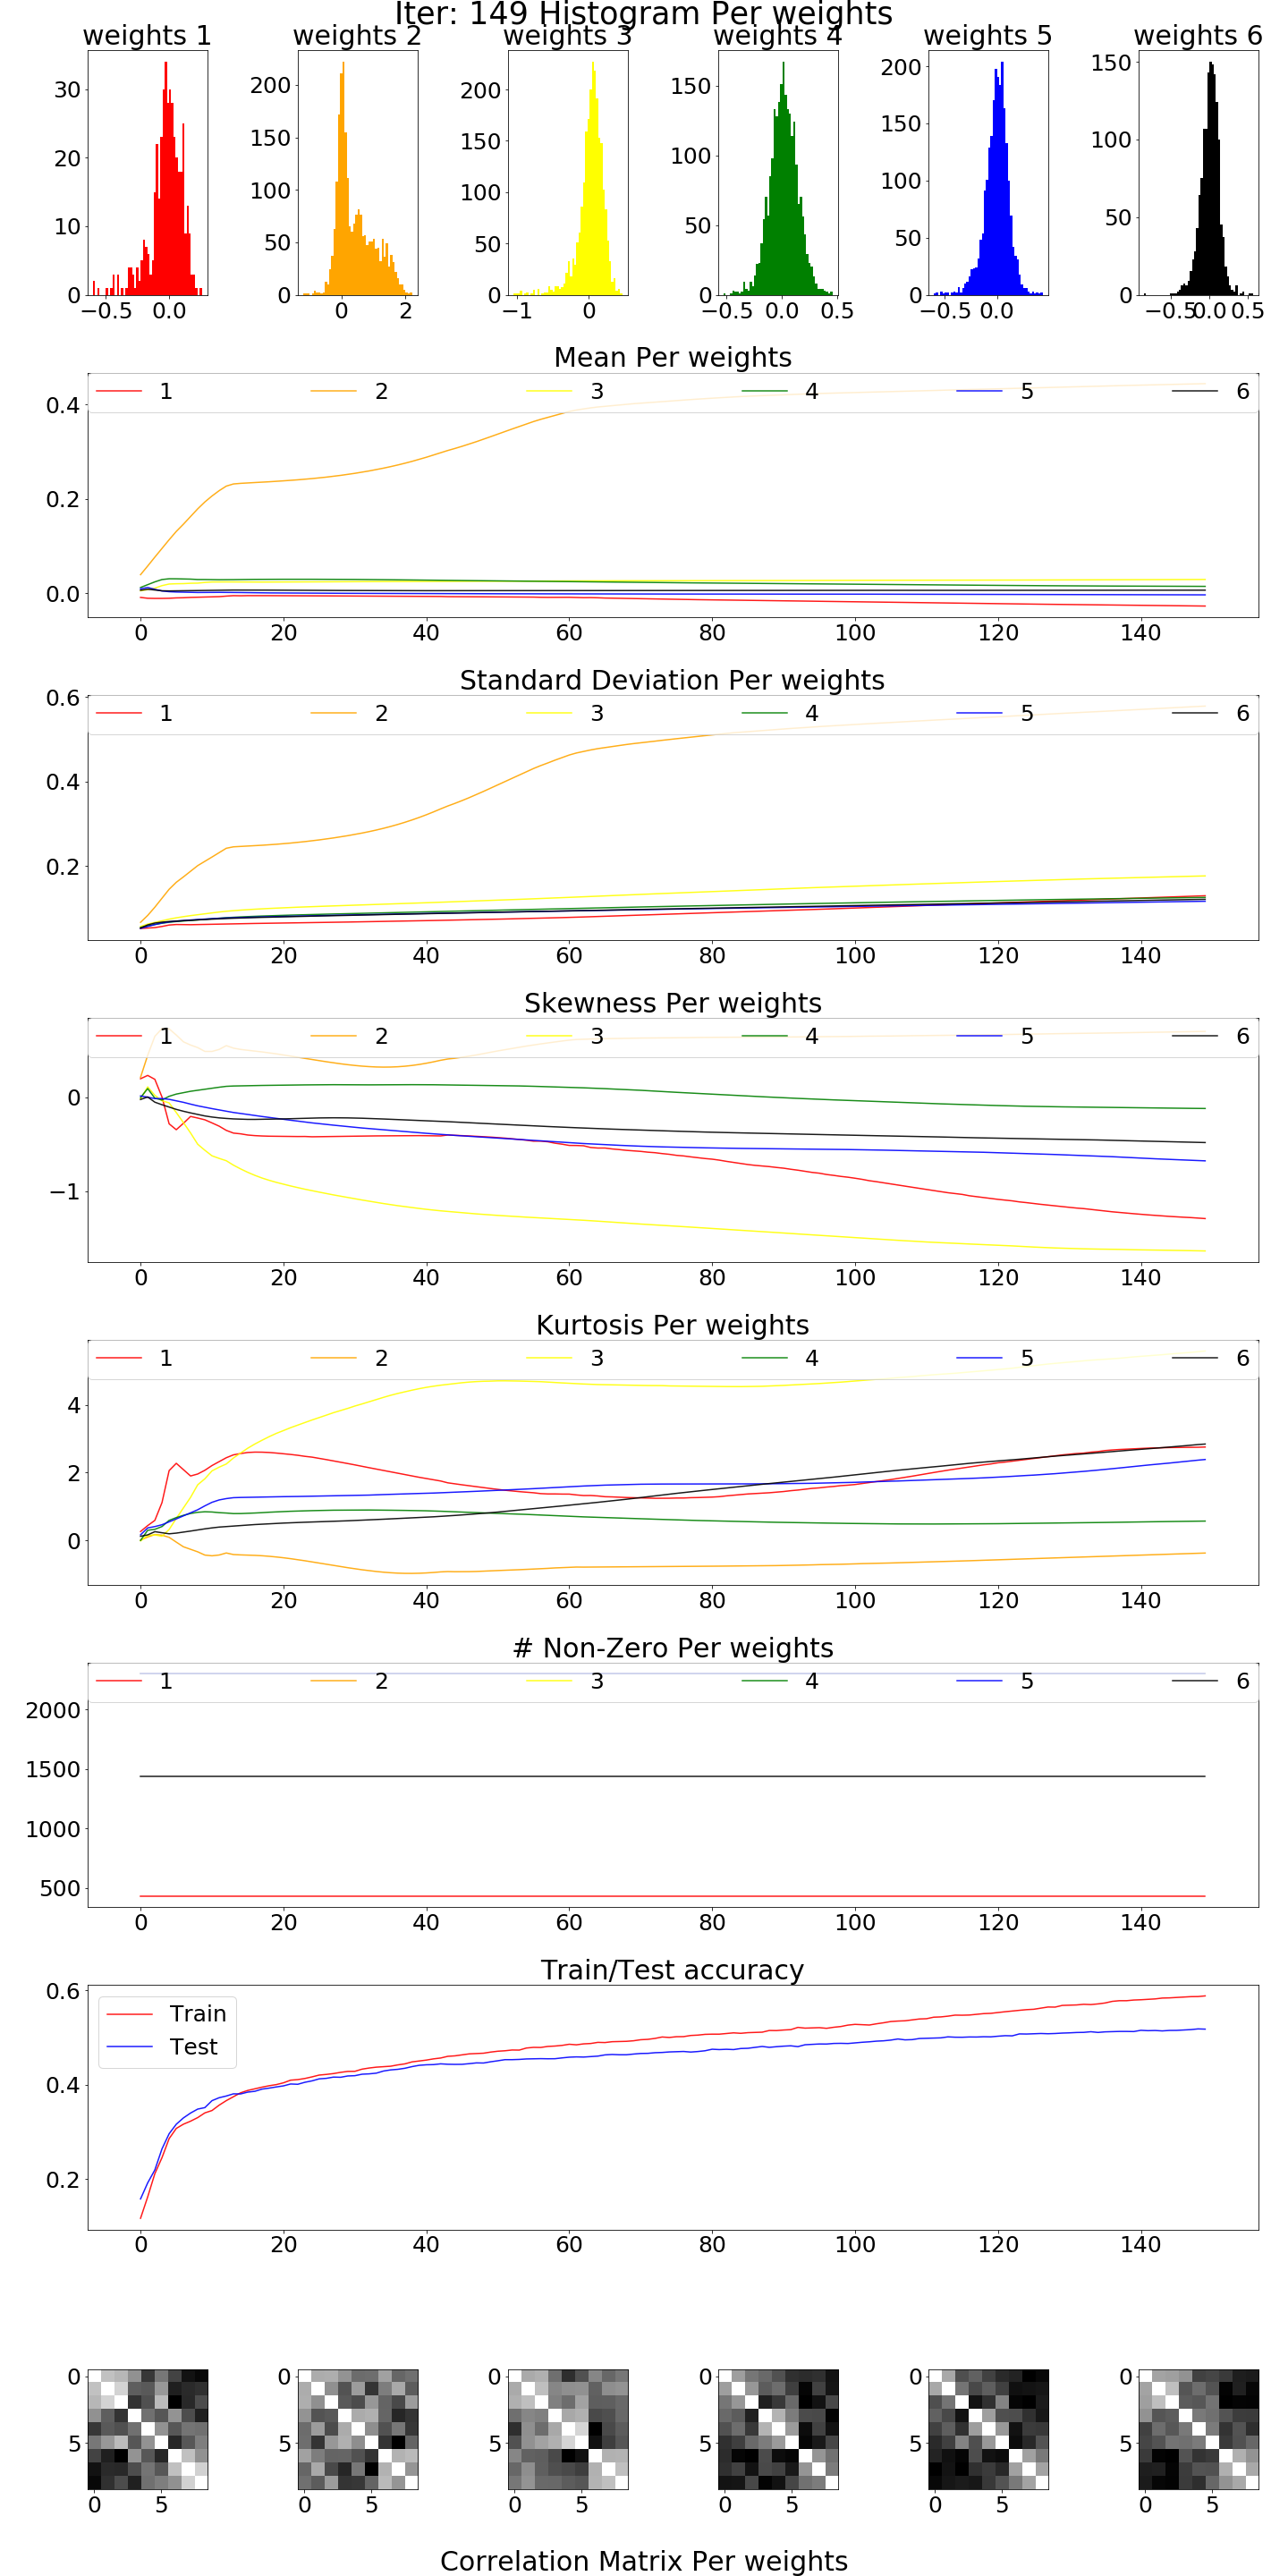 Iter: 149 Histogram Per weights
weights 1 weights 2 weights 3 weights 4 weights 5 weights 6
30 20 10 0
−0.5 0.0
200 150 100 50 0
0 2
200 150 100 50 0
−1 0
150 100 50 0
−0.5 0.0 0.5
200 150 100 50 0
−0.5 0.0
150 100 50 0
−0.5 0.0 0.5
Mean Per weights
1 2 3 4 5 6
0.4
0.2
0.0
0 20 40 60 80 100 120 140
Standard Deviation Per weights
0.6
1 2 3 4 5 6
0.4
0.2
0 20 40 60 80 100 120 140
Skewness Per weights
1 2 3 4 5 6
0
−1
0 20 40 60 80 100 120 140
Kurtosis Per weights
1 2 3 4 5 6
4
2
0
0 20 40 60 80 100 120 140
# Non-Zero Per weights
1 2 3 4 5 6
2000
1500
1000
500
0 20 40 60 80 100 120 140
Train/Test accuracy
0.6
Train
Test
0.4
0.2
0 20 40 60 80 100 120 140
0 0 0 0 0 0
5 5 5 5 5 5
0 5 0 5 0 5 0 5 0 5 0 5
Correlation Matrix Per weights